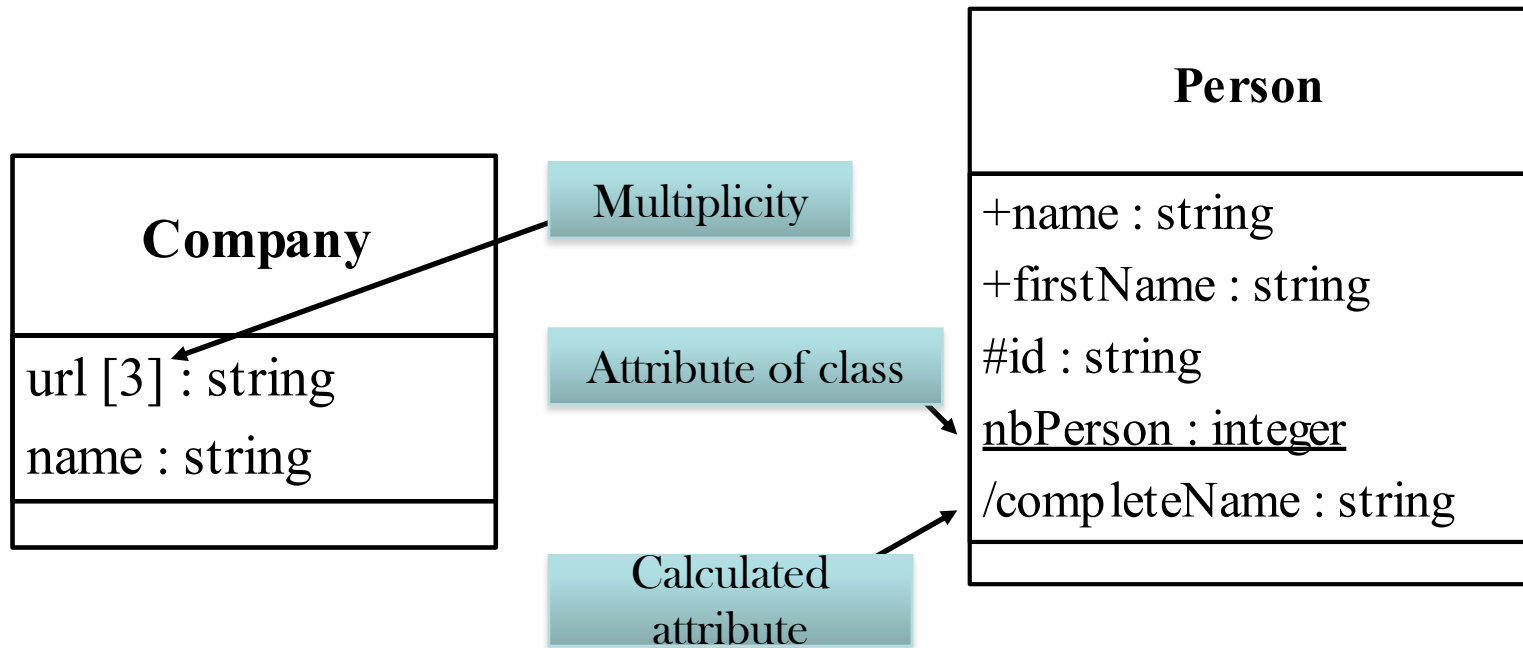 Company
url [3] : string
name : string
Multiplicity
Attribute of class
Calculated
attribute
Person
+name : string
+firstName : string
#id : string
nbPerson : integer
/completeName : string